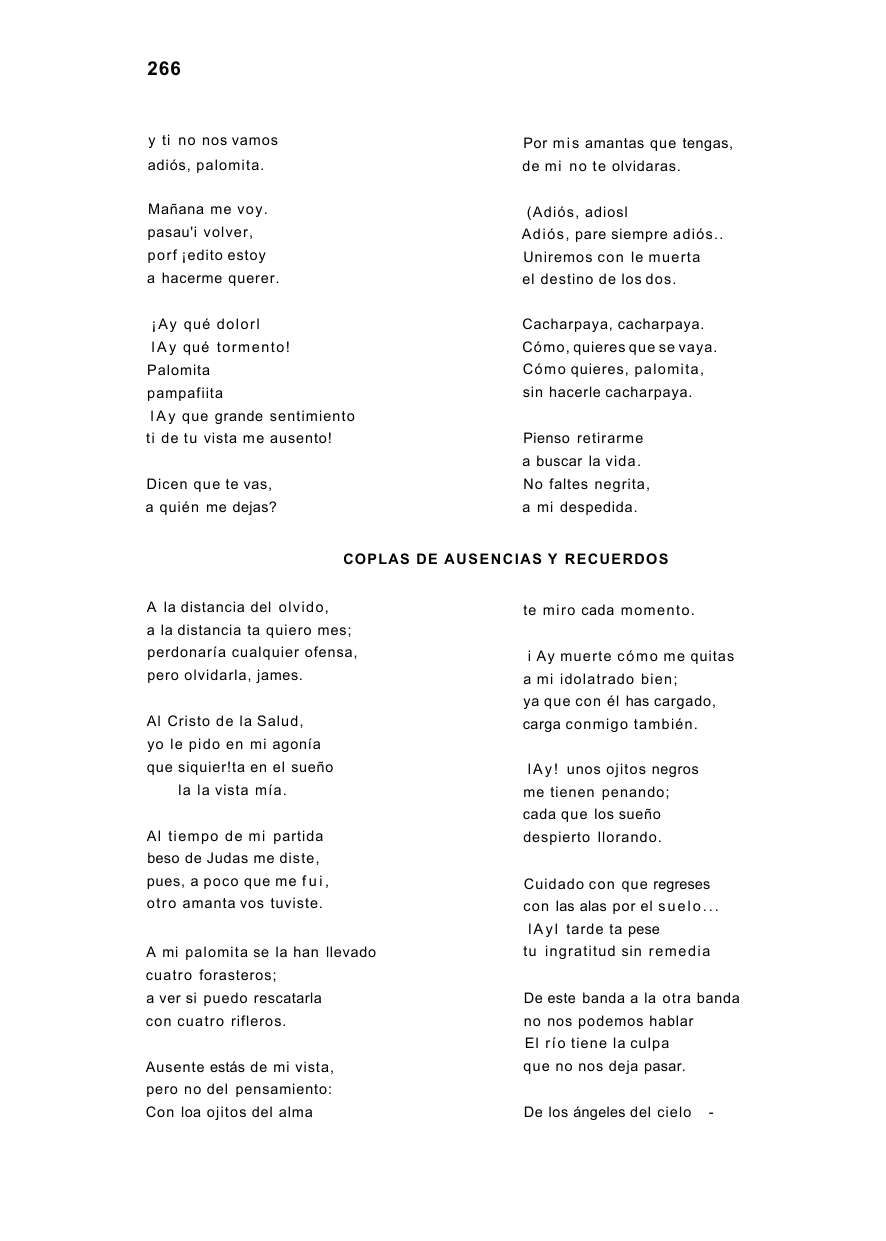 266
y ti no nos vamos
adiós, palomita.
Mañana me voy.
pasau'i volver,
porf ¡edito estoy
a hacerme querer.
¡Ay qué dolorl
lAy qué tormento!
Palomita
pampafiita
lAy que grande sentimiento
ti de tu vista me ausento!
Dicen que te vas,
a quién me dejas?
Por mis amantas que tengas,
de mi no te olvidaras.
(Adiós, adiosl
Adiós, pare siempre adiós..
Uniremos con le muerta
el destino de los dos.
Cacharpaya, cacharpaya.
Cómo, quieres que se vaya.
Cómo quieres, palomita,
sin hacerle cacharpaya.
Pienso retirarme
a buscar la vida.
No faltes negrita,
a mi despedida.
COPLAS DE AUSENCIAS Y RECUERDOS
A la distancia del olvido,
a la distancia ta quiero mes;
perdonaría cualquier ofensa,
pero olvidarla, james.
Al Cristo de la Salud,
yo le pido en mi agonía
que siquier!ta en el sueño
la la vista mía.
Al tiempo de mi partida
beso de Judas me diste,
pues, a poco que me fui,
otro amanta vos tuviste.
A mi palomita se la han llevado
cuatro forasteros;
a ver si puedo rescatarla
con cuatro rifleros.
Ausente estás de mi vista,
pero no del pensamiento:
Con loa ojitos del alma
te miro cada momento.
i Ay muerte cómo me quitas
a mi idolatrado bien;
ya que con él has cargado,
carga conmigo también.
lAy! unos ojitos negros
me tienen penando;
cada que los sueño
despierto llorando.
Cuidado con que regreses
con las alas por el suelo...
lAyl tarde ta pese
tu ingratitud sin remedia
De este banda a la otra banda
no nos podemos hablar
El río tiene la culpa
que no nos deja pasar.
De los ángeles del cielo -